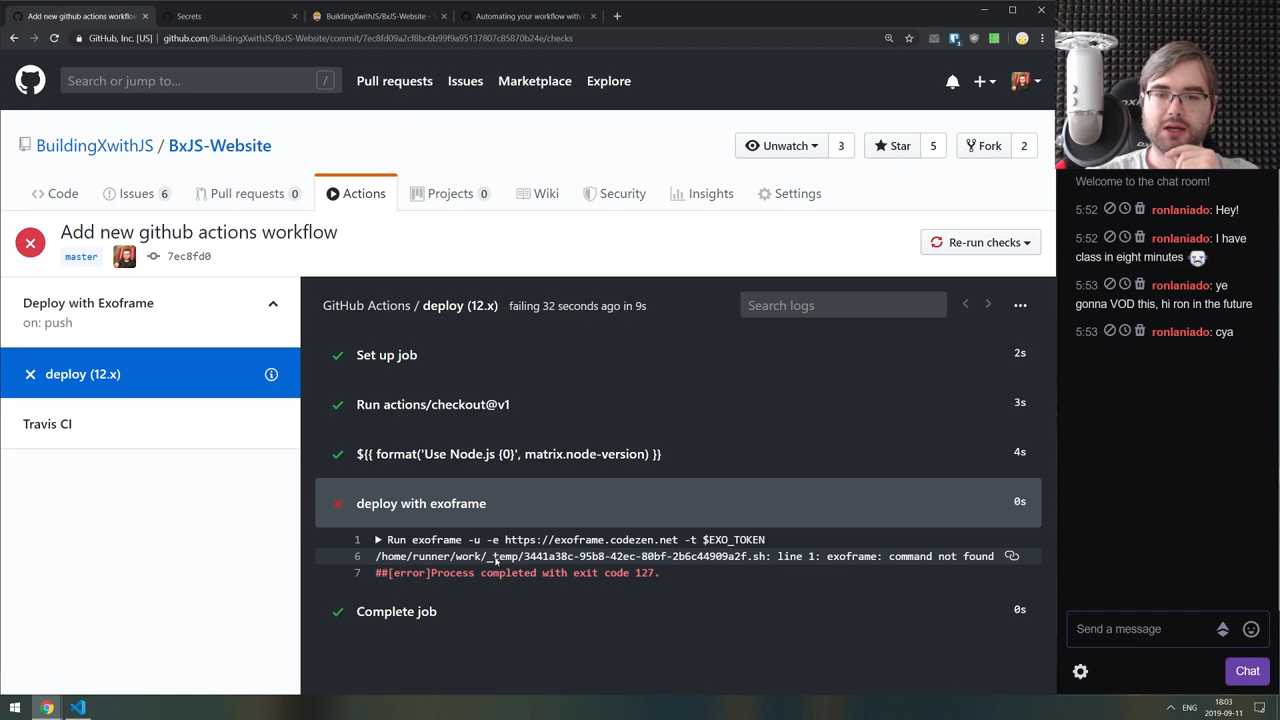 Add new github actions workflow
Secrets
BuildingXwithJS/BxJS-Website - 
Automating your workflow with 
GitHub, Inc. [US]
github.com/BuildingXwithJS/BxJS-Website/commit/7ec8fd09a2cf8bc6b99f9a95137807c85870b24e/checks
Search or jump to...
/
Pull requests
Issues
Marketplace
Explore
BuildingXwithJS / BxJS-Website
Unwatch 3
Star 5
Fork 2
Code
Issues 6
Pull requests 0
Actions
Projects 0
Wiki
Security
Insights
Settings
Add new github actions workflow
master
7ec8fd0
Re-run checks
Deploy with Exoframe
on: push
deploy (12.x)
Travis CI
GitHub Actions / deploy (12.x) failing 32 seconds ago in 9s
Search logs
Set up job 2s
Run actions/checkout@v1 3s
${{ format('Use Node.js {0}', matrix.node-version) }} 4s
deploy with exoframe 0s
1 Run exoframe -u -e https://exoframe.codezen.net -t $EXO_TOKEN
6 /home/runner/work/_temp/3441a38c-95b8-42ec-80bf-2b6c44909a2f.sh: line 1: exoframe: command not found
7 ##[error]Process completed with exit code 127.
Complete job 0s
Welcome to the chat room!
5:52 ronlaniado: Hey!
5:52 ronlaniado: I have
class in eight minutes
5:53 ronlaniado: ye
gonna VOD this, hi ron in the future
5:53 ronlaniado: cya
Send a message
Chat
ENG
18:03
2019-09-11